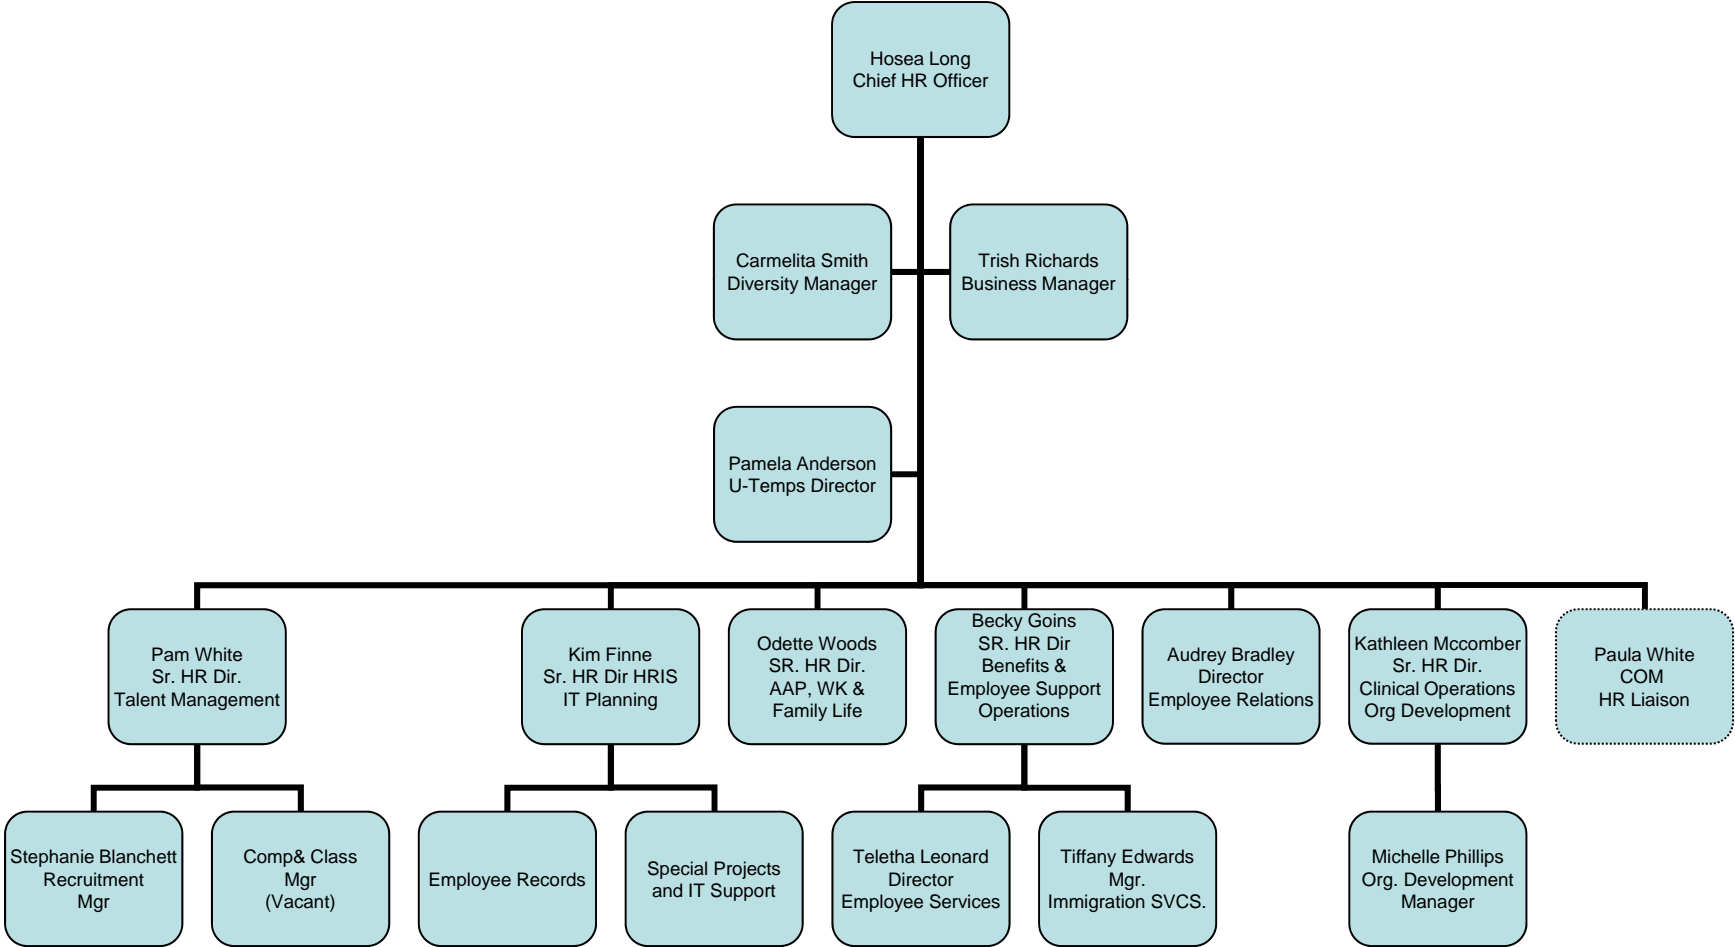 Hosea Long
Chief HR Officer
Carmelita Smith
Diversity Manager
Trish Richards
Business Manager
Pamela Anderson
U-Temps Director
Pam White
Sr. HR Dir.
Talent Management
Kim Finne
Sr. HR Dir HRIS
IT Planning
Odette Woods
SR. HR Dir.
AAP, WK &
Family Life
Becky Goins
SR. HR Dir
Benefits &
Employee Support
Operations
Audrey Bradley
Director
Employee Relations
Kathleen Mccomber
Sr. HR Dir.
Clinical Operations
Org Development
Paula White
COM
HR Liaison
Stephanie Blanchett
Recruitment
Mgr
Comp& Class
Mgr
(Vacant)
Employee Records
Special Projects
and IT Support
Teletha Leonard
Director
Employee Services
Tiffany Edwards
Mgr.
Immigration SVCS.
Michelle Phillips
Org. Development
Manager